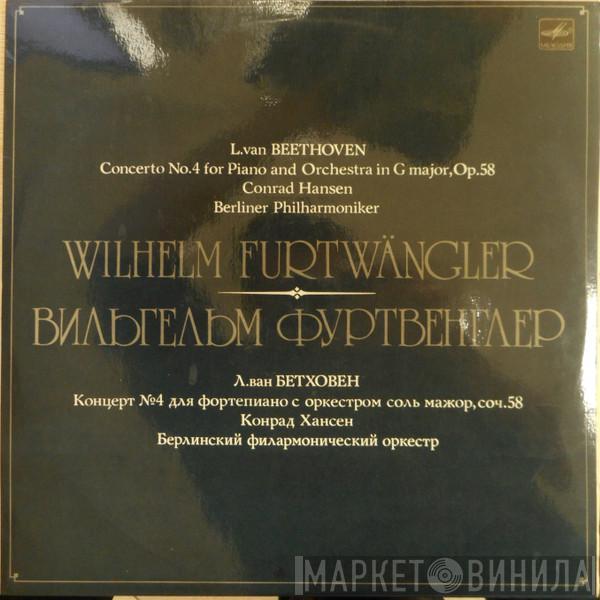 МЕЛОДИЯ
L.van BEETHOVEN
Concerto No.4 for Piano and Orchestra in G major,Op.58
Conrad Hansen
Berliner Philharmoniker
WILHELM FURTWÄNGLER
ВИЛЬГЕЛЬМ ФУРТВЕНГЛЕР
Л.ван БЕТХОВЕН
Концерт №4 для фортепиано с оркестром соль мажор,соч.58
Конрад Хансен
Берлинский филармонический оркестр
МАРКЕТ ВИНИЛА